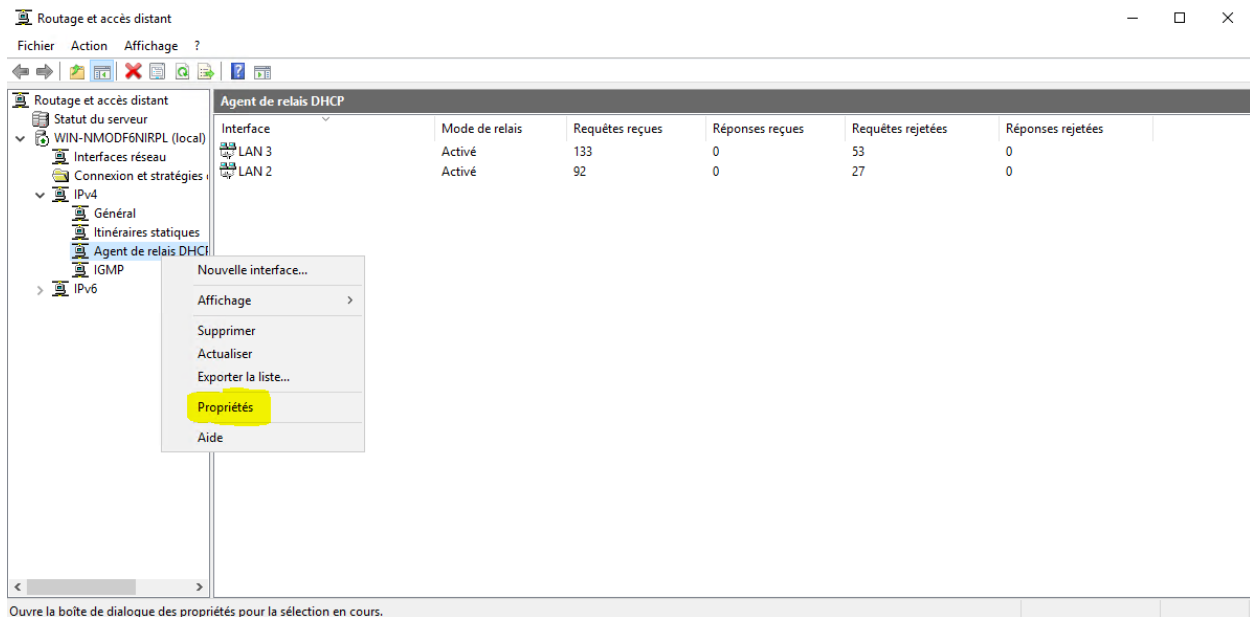 Routage et accès distant
Fichier Action Affichage ?
Routage et accès distant
Statut du serveur
WIN-NMODF6NIRPL (local)
Interfaces réseau
Connexion et stratégies
IPv4
Général
Itinéraires statiques
Agent de relais DHCP
IGMP
IPv6
Nouvelle interface...
Affichage
Supprimer
Actualiser
Exporter la liste...
Propriétés
Aide
Agent de relais DHCP
Interface Mode de relais Requêtes reçues Réponses reçues Requêtes rejetées Réponses rejetées
LAN 3 Activé 133 0 53 0
LAN 2 Activé 92 0 27 0
Ouvre la boîte de dialogue des propriétés pour la sélection en cours.